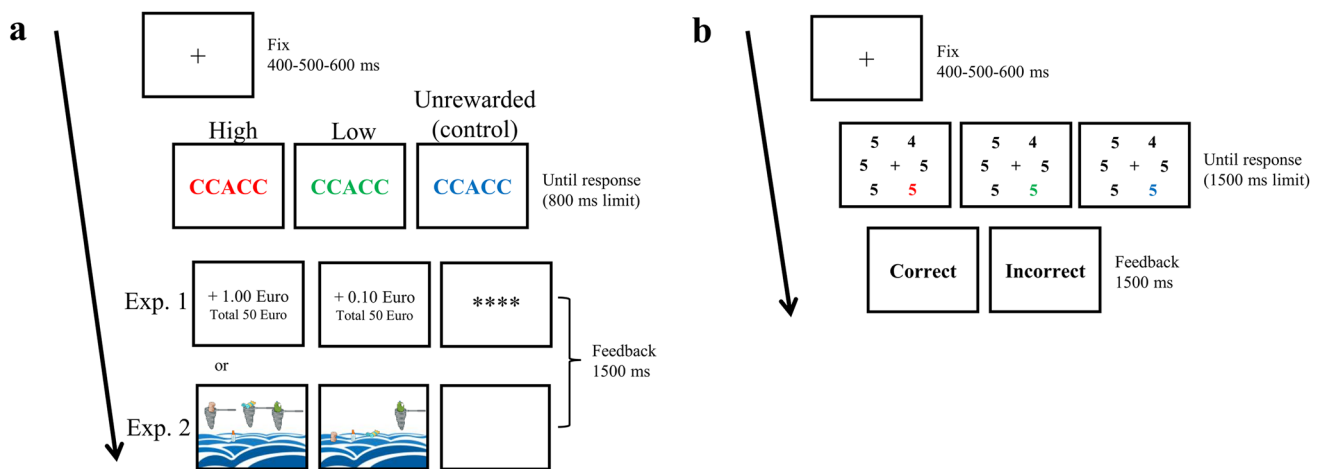 a
+
Fix
400-500-600 ms
High
Low
Unrewarded
(control)
CCACC
CCACC
CCACC
Until response
(800 ms limit)
Exp. 1
+ 1.00 Euro
Total 50 Euro
+ 0.10 Euro
Total 50 Euro
****
or
Feedback
1500 ms
Exp. 2
b
+
Fix
400-500-600 ms
5 4
5 + 5
5 5
5 4
5 + 5
5 5
5 4
5 + 5
5 5
Until response
(1500 ms limit)
Correct
Incorrect
Feedback
1500 ms